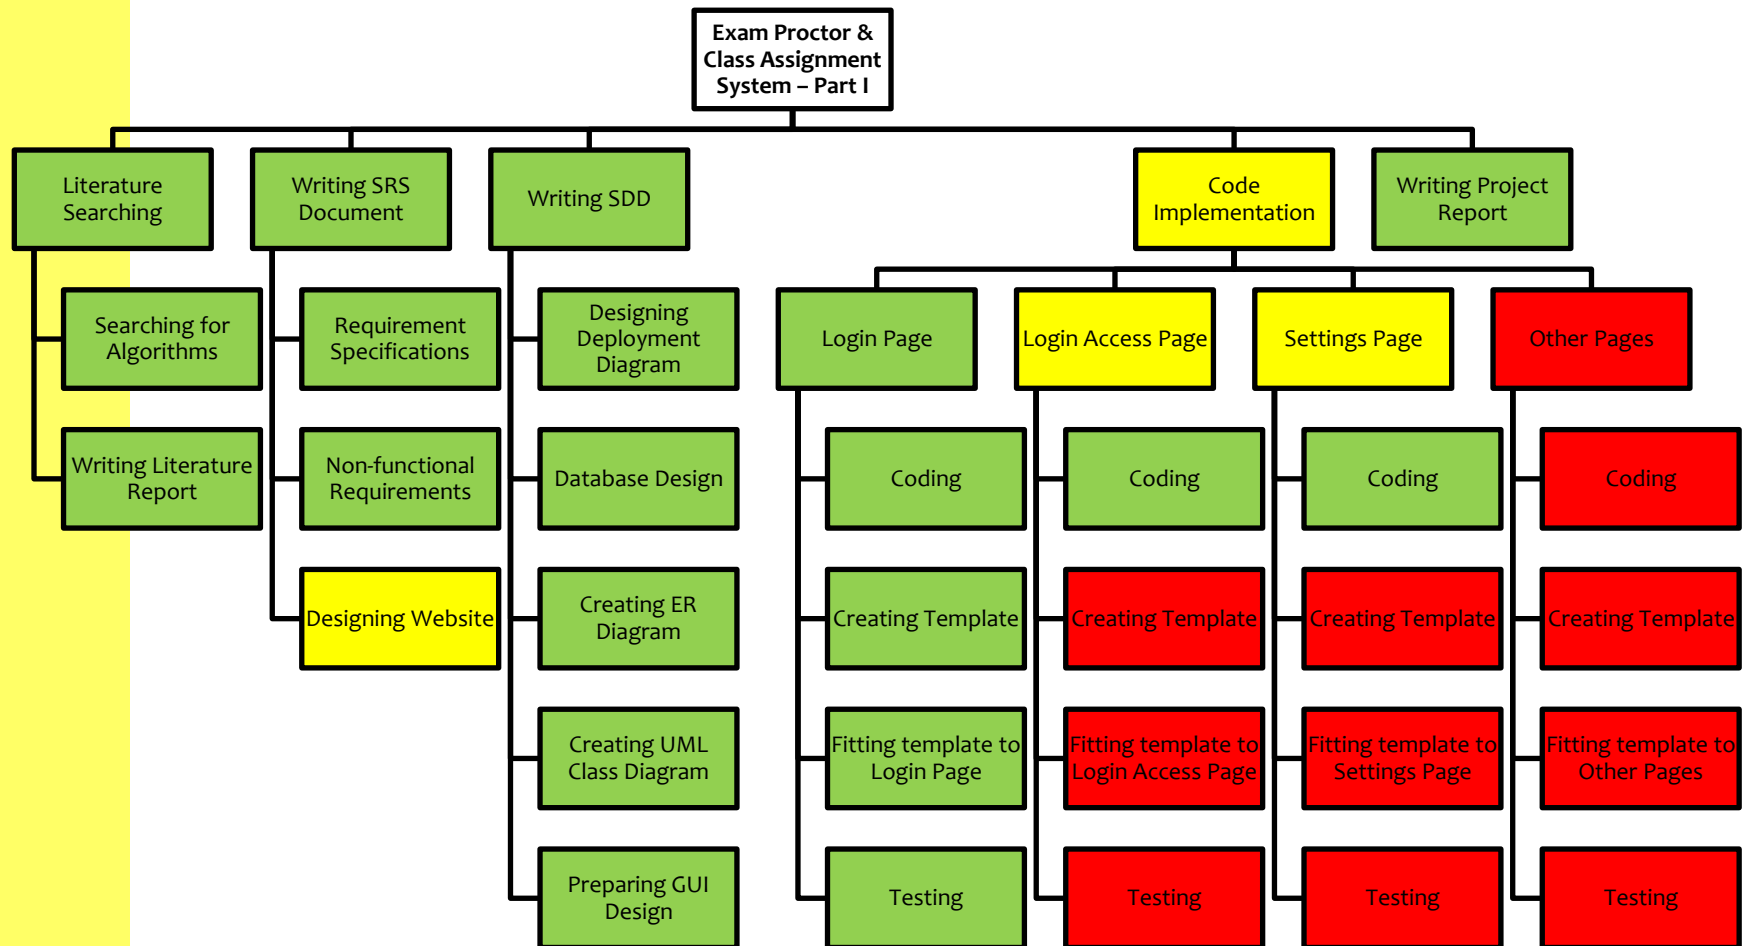 Exam Proctor &
Class Assignment
System – Part I
Literature
Searching
Writing SRS
Document
Writing SDD
Code
Implementation
Writing Project
Report
Searching for
Algorithms
Requirement
Specifications
Designing
Deployment
Diagram
Login Page
Login Access Page
Settings Page
Other Pages
Writing Literature
Report
Non-functional
Requirements
Database Design
Coding
Coding
Coding
Coding
Designing Website
Creating ER
Diagram
Creating Template
Creating Template
Creating Template
Creating Template
Creating UML
Class Diagram
Fitting template to
Login Page
Fitting template to
Login Access Page
Fitting template to
Settings Page
Fitting template to
Other Pages
Preparing GUI
Design
Testing
Testing
Testing
Testing